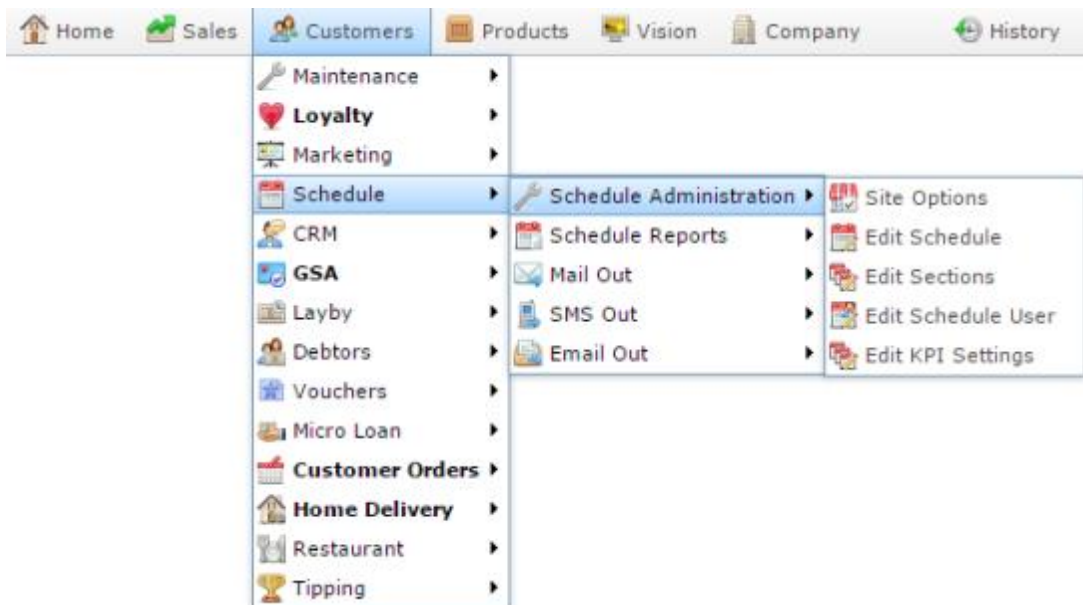 Home Sales Customers Products Vision Company History
Maintenance
Loyalty
Marketing
Schedule Schedule Administration Site Options
CRM Schedule Reports Edit Schedule
GSA Mail Out Edit Sections
Layby SMS Out Edit Schedule User
Debtors Email Out Edit KPI Settings
Vouchers
Micro Loan
Customer Orders
Home Delivery
Restaurant
Tipping